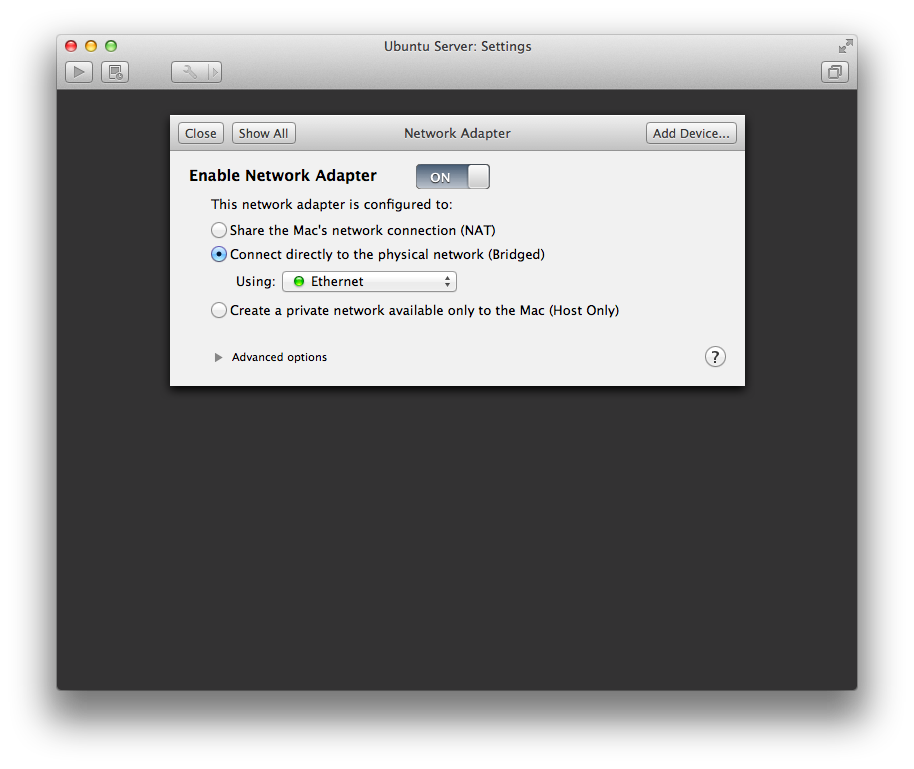 Ubuntu Server: Settings
Close Show All Network Adapter Add Device...
Enable Network Adapter ON
This network adapter is configured to:
Share the Mac's network connection (NAT)
Connect directly to the physical network (Bridged)
Using: Ethernet
Create a private network available only to the Mac (Host Only)
Advanced options ?